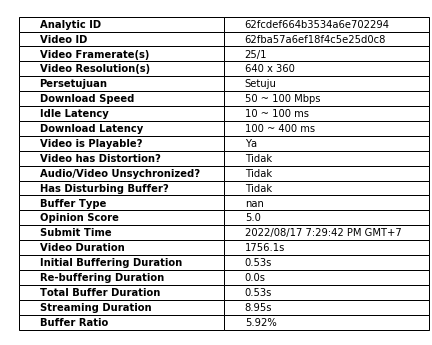 Analytic ID 62fcdef664b3534a6e702294
Video ID 62fba57a6ef18f4c5e25d0c8
Video Framerate(s) 25/1
Video Resolution(s) 640 x 360
Persetujuan Setuju
Download Speed 50 ~ 100 Mbps
Idle Latency 10 ~ 100 ms
Download Latency 100 ~ 400 ms
Video is Playable? Ya
Video has Distortion? Tidak
Audio/Video Unsychronized? Tidak
Has Disturbing Buffer? Tidak
Buffer Type nan
Opinion Score 5.0
Submit Time 2022/08/17 7:29:42 PM GMT+7
Video Duration 1756.1s
Initial Buffering Duration 0.53s
Re-buffering Duration 0.0s
Total Buffer Duration 0.53s
Streaming Duration 8.95s
Buffer Ratio 5.92%